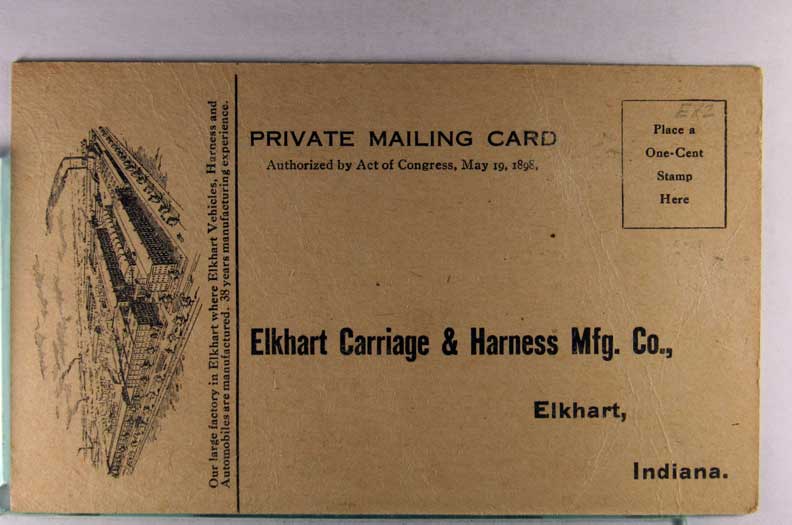 Our large factory in Elkhart where Elkhart Vehicles, Harness and
Automobiles are manufactured. 38 years manufacturing experience.
PRIVATE MAILING CARD
Authorized by Act of Congress, May 19, 1898.
E82
Place a
One-Cent
Stamp
Here
Elkhart Carriage & Harness Mfg. Co.,
Elkhart,
Indiana.